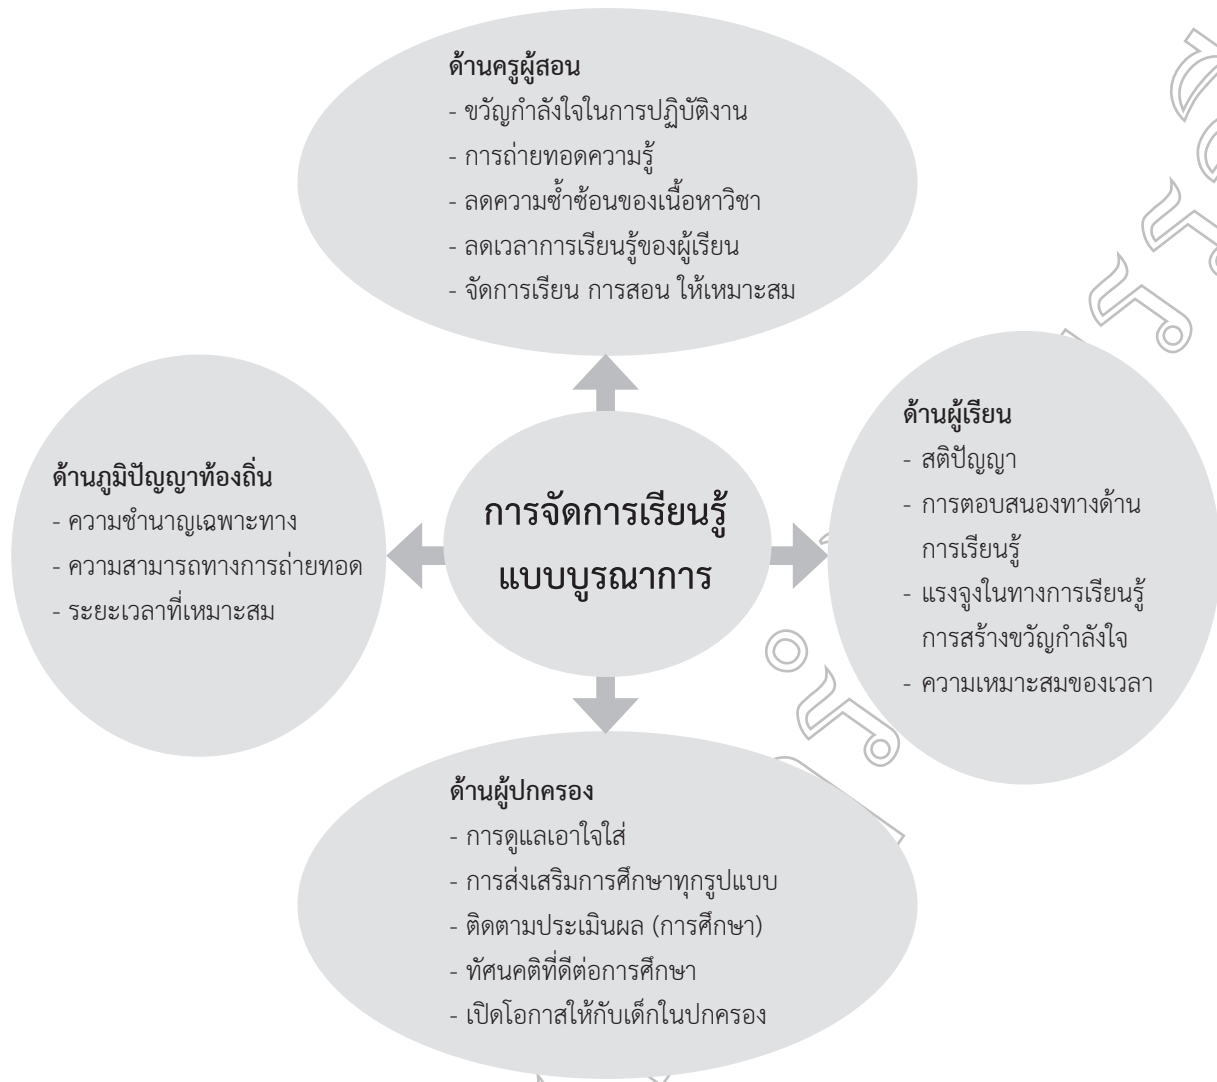 ด้านครูผู้สอน
- ขวัญกำลังใจในการปฏิบัติงาน
- การถ่ายทอดความรู้
- ลดความซ้ำซ้อนของเนื้อหาวิชา
- ลดเวลาการเรียนรู้ของผู้เรียน
- จัดการเรียน การสอน ให้เหมาะสม
ด้านภูมิปัญญาท้องถิ่น
- ความชำนาญเฉพาะทาง
- ความสามารถทางการถ่ายทอด
- ระยะเวลาที่เหมาะสม
การจัดการเรียนรู้
แบบบูรณาการ
ด้านผู้เรียน
- สติปัญญา
- การตอบสนองทางด้าน
การเรียนรู้
- แรงจูงในทางการเรียนรู้
การสร้างขวัญกำลังใจ
- ความเหมาะสมของเวลา
ด้านผู้ปกครอง
- การดูแลเอาใจใส่
- การส่งเสริมการศึกษาทุกรูปแบบ
- ติดตามประเมินผล (การศึกษา)
- ทัศนคติที่ดีต่อการศึกษา
- เปิดโอกาสให้กับเด็กในปกครอง